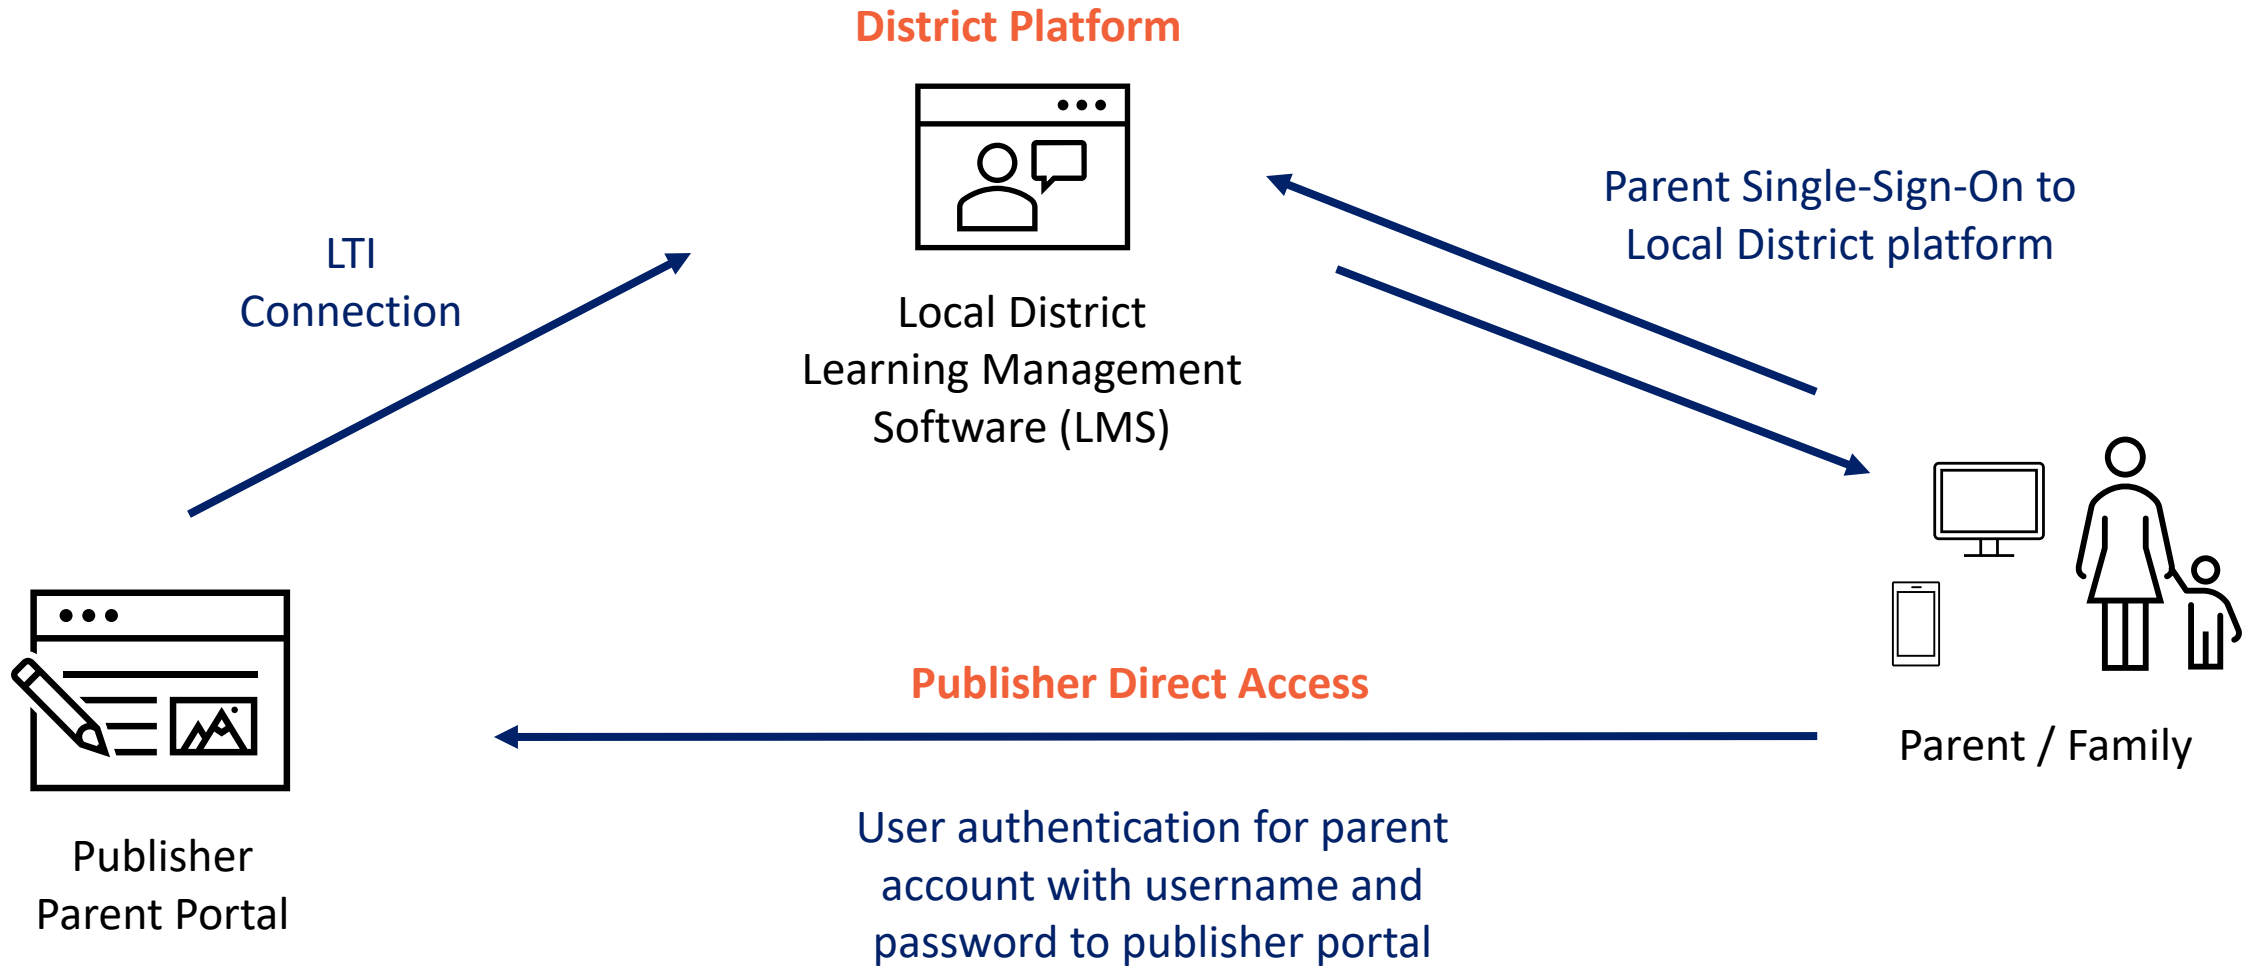 District Platform
LTI
Connection
Local District
Learning Management
Software (LMS)
Parent Single-Sign-On to
Local District platform
Publisher
Parent Portal
Publisher Direct Access
User authentication for parent
account with username and
password to publisher portal
Parent / Family